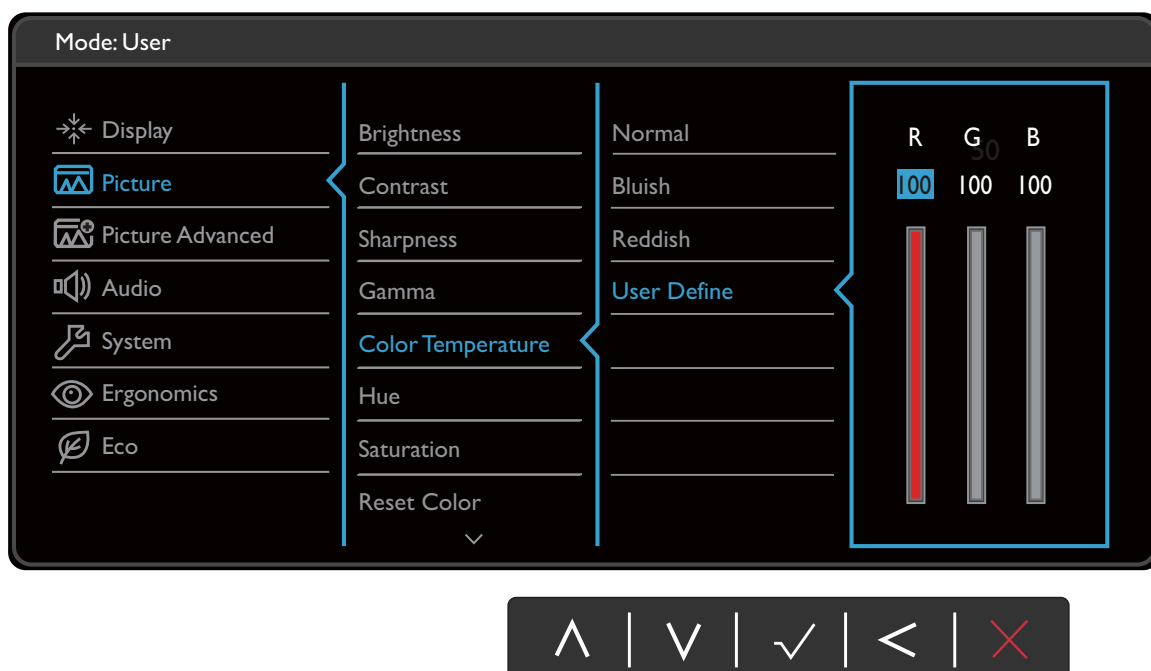 Mode: User
Display
Picture
Picture Advanced
Audio
System
Ergonomics
Eco
Brightness
Contrast
Sharpness
Gamma
Color Temperature
Hue
Saturation
Reset Color
Normal
Bluish
Reddish
User Define
R G B
50
100 100 100